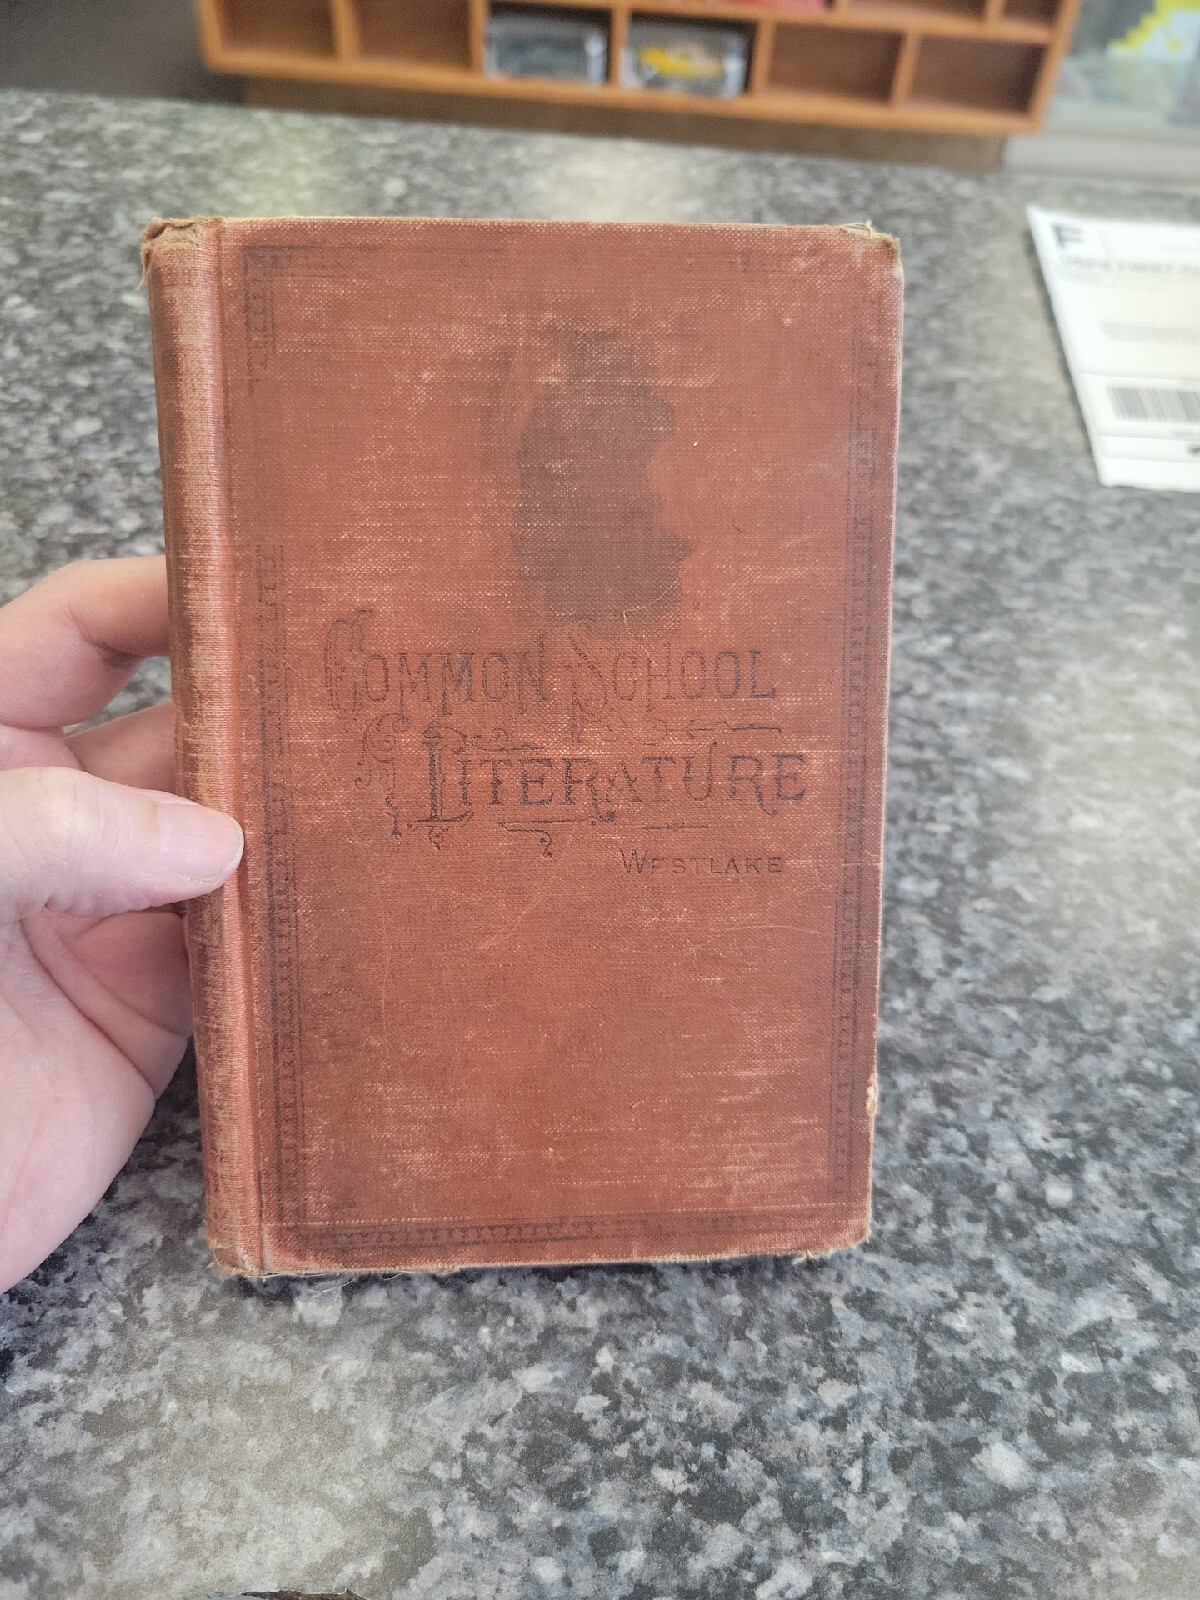 COMMON SCHOOL
LITERATURE
WESTLAKE
F